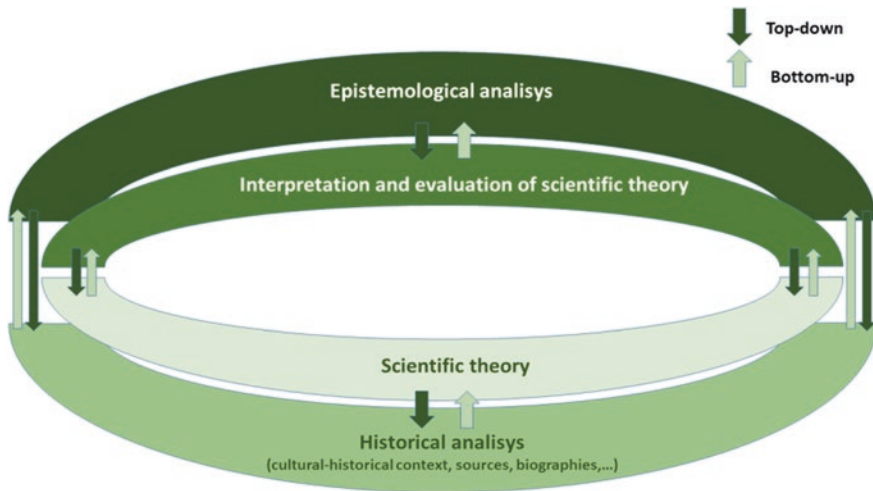 Top-down
Bottom-up
Epistemological analisys
Interpretation and evaluation of scientific theory
Scientific theory
Historical analisys
(cultural-historical context, sources, biographies,...)